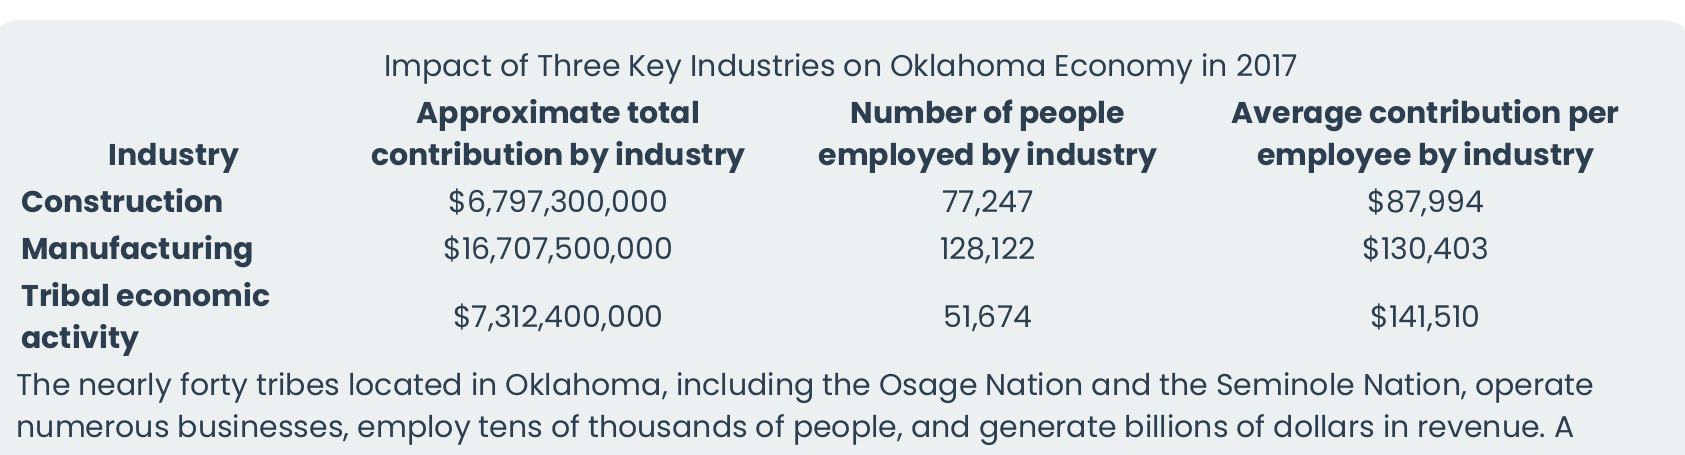 Impact of Three Key Industries on Oklahoma Economy in 2017
Industry Approximate total contribution by industry Number of people employed by industry Average contribution per employee by industry
Construction $6,797,300,000 77,247 $87,994
Manufacturing $16,707,500,000 128,122 $130,403
Tribal economic activity $7,312,400,000 51,674 $141,510
The nearly forty tribes located in Oklahoma, including the Osage Nation and the Seminole Nation, operate
numerous businesses, employ tens of thousands of people, and generate billions of dollars in revenue. A